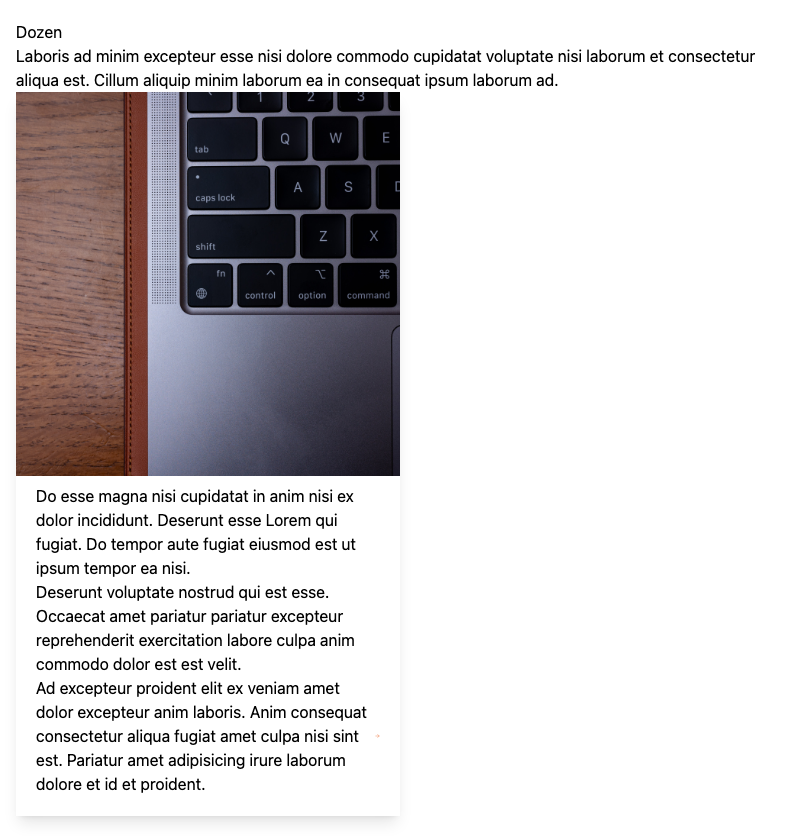 Dozen
Laboris ad minim excepteur esse nisi dolore commodo cupidatat voluptate nisi laborum et consectetur
aliqua est. Cillum aliquip minim laborum ea in consequat ipsum laborum ad.
1 2 3
tab Q W E
caps lock A S
shift Z X
fn ^ ⌥ ⌘
control option command
Do esse magna nisi cupidatat in anim nisi ex
dolor incididunt. Deserunt esse Lorem qui
fugiat. Do tempor aute fugiat eiusmod est ut
ipsum tempor ea nisi.
Deserunt voluptate nostrud qui est esse.
Occaecat amet pariatur pariatur excepteur
reprehenderit exercitation labore culpa anim
commodo dolor est est velit.
Ad excepteur proident elit ex veniam amet
dolor excepteur anim laboris. Anim consequat
consectetur aliqua fugiat amet culpa nisi sint
est. Pariatur amet adipisicing irure laborum
dolore et id et proident.